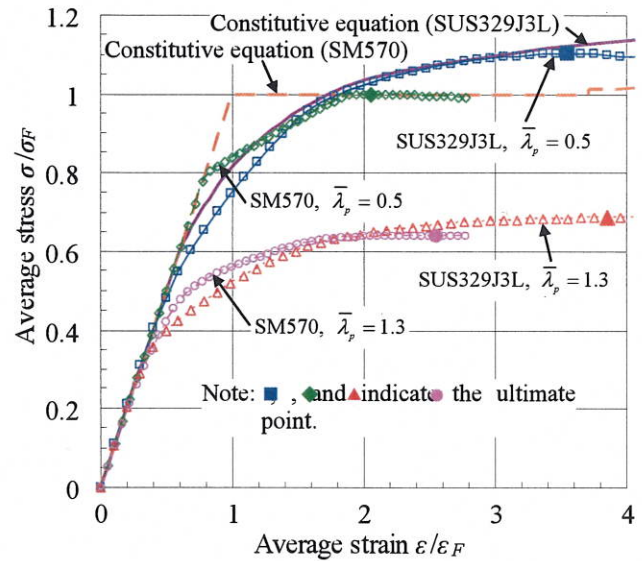 Constitutive equation (SUS329J3L)
Constitutive equation (SM570)
1.2
1
0.8
0.6
0.4
0.2
0
Average stress σ/σF
SUS329J3L, λ̄p = 0.5
SM570, λ̄p = 0.5
SUS329J3L, λ̄p = 1.3
SM570, λ̄p = 1.3
Note: ■, , ◆and▲indicate● the ultimate
point.
0 1 2 3 4
Average strain ε/εF